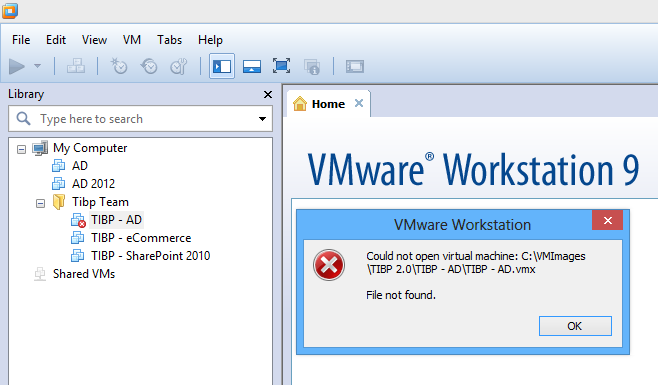 File Edit View VM Tabs Help
Library
Type here to search
My Computer
AD
AD 2012
Tibp Team
TIBP - AD
TIBP - eCommerce
TIBP - SharePoint 2010
Shared VMs
Home
VMware® Workstation 9
VMware Workstation
Could not open virtual machine: C:\VMImages
\TIBP 2.0\TIBP - AD\TIBP - AD.vmx
File not found.
OK